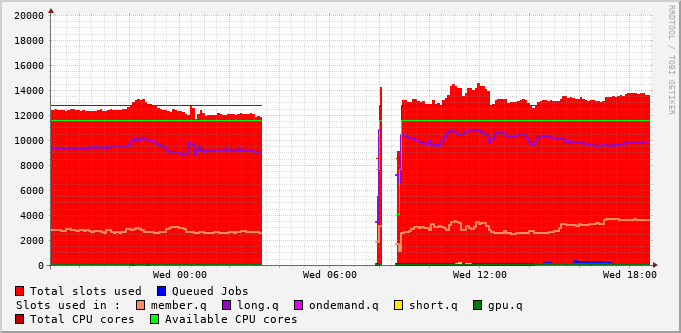 RRDTOOL / TOBI OETIKER
20000
18000
16000
14000
12000
10000
8000
6000
4000
2000
0
Wed 00:00 Wed 06:00 Wed 12:00 Wed 18:00
Total slots used Queued Jobs
Slots used in : member.q long.q ondemand.q short.q gpu.q
Total CPU cores Available CPU cores